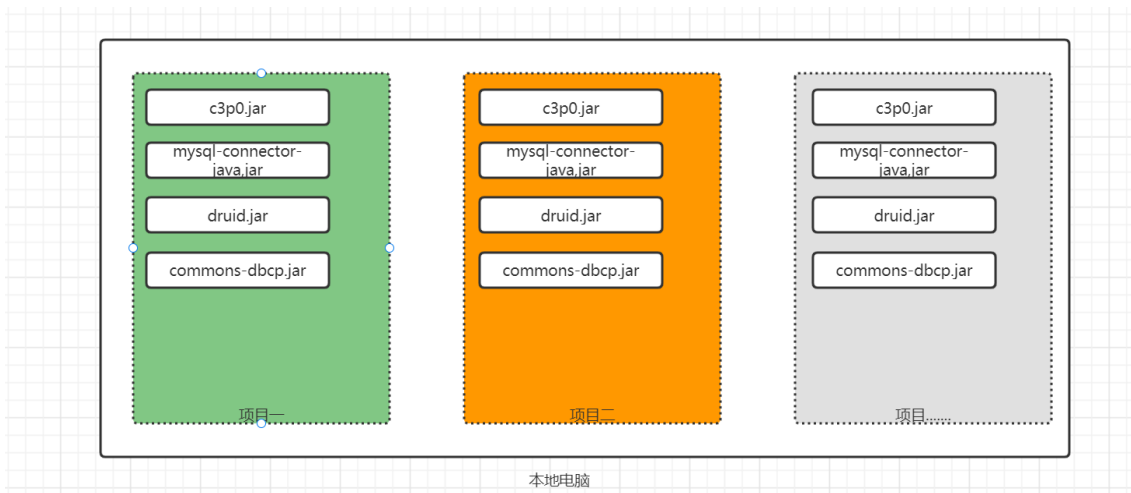 c3p0.jar
mysql-connector-
java,jar
druid.jar
commons-dbcp.jar
项目一
c3p0.jar
mysql-connector-
java,jar
druid.jar
commons-dbcp.jar
项目二
c3p0.jar
mysql-connector-
java,jar
druid.jar
commons-dbcp.jar
项目.......
本地电脑